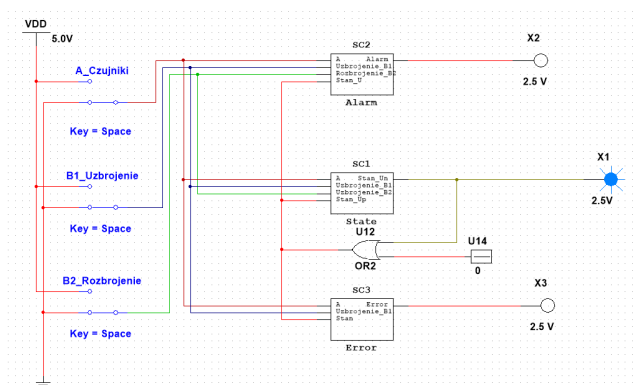 VDD
5.0V
A_Czujniki
Key = Space
B1_Uzbrojenie
Key = Space
B2_Rozbrojenie
Key = Space
SC2
A Alarm
Uzbrojenie_B1
Rozbrojenie_B2
Stan_U
Alarm
X2
2.5 V
SC1
A Stan_Un
Uzbrojenie_B1
Uzbrojenie_B2
Stan_Up
State
X1
2.5V
U12
OR2
U14
0
SC3
A Error
Uzbrojenie_B1
Stan
Error
X3
2.5 V